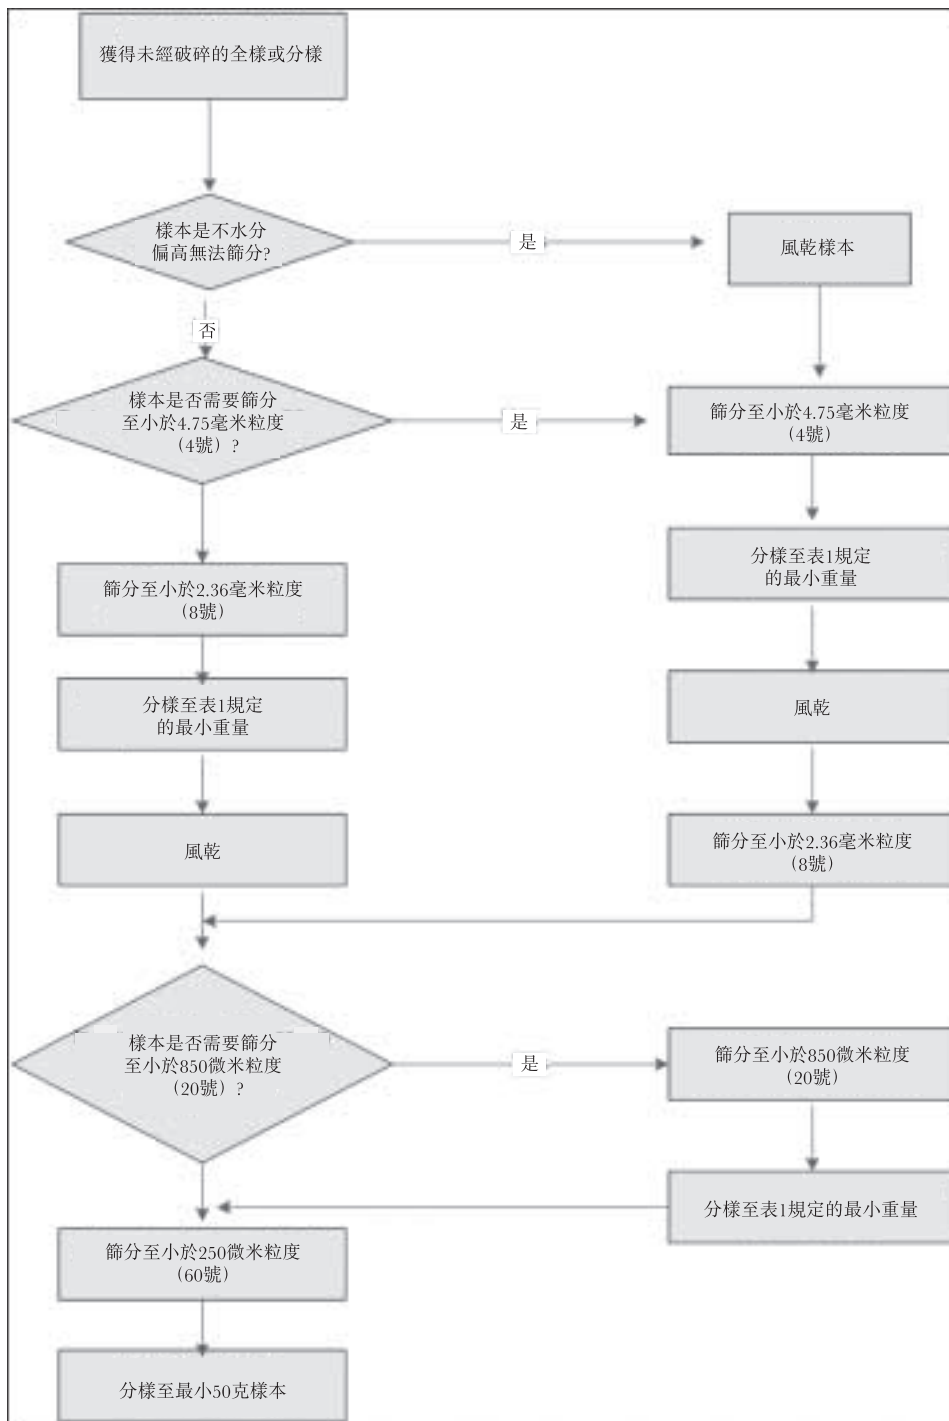 獲得未經破碎的全樣或分樣
樣本是不水分
偏高無法篩分?
是
風乾樣本
否
樣本是否需要篩分
至小於4.75毫米粒度
(4號) ?
是
篩分至小於4.75毫米粒度
(4號)
分樣至表1規定
的最小重量
篩分至小於2.36毫米粒度
(8號)
分樣至表1規定
的最小重量
風乾
風乾
篩分至小於2.36毫米粒度
(8號)
樣本是否需要篩分
至小於850微米粒度
(20號) ?
是
篩分至小於850微米粒度
(20號)
分樣至表1規定的最小重量
篩分至小於250微米粒度
(60號)
分樣至最小50克樣本